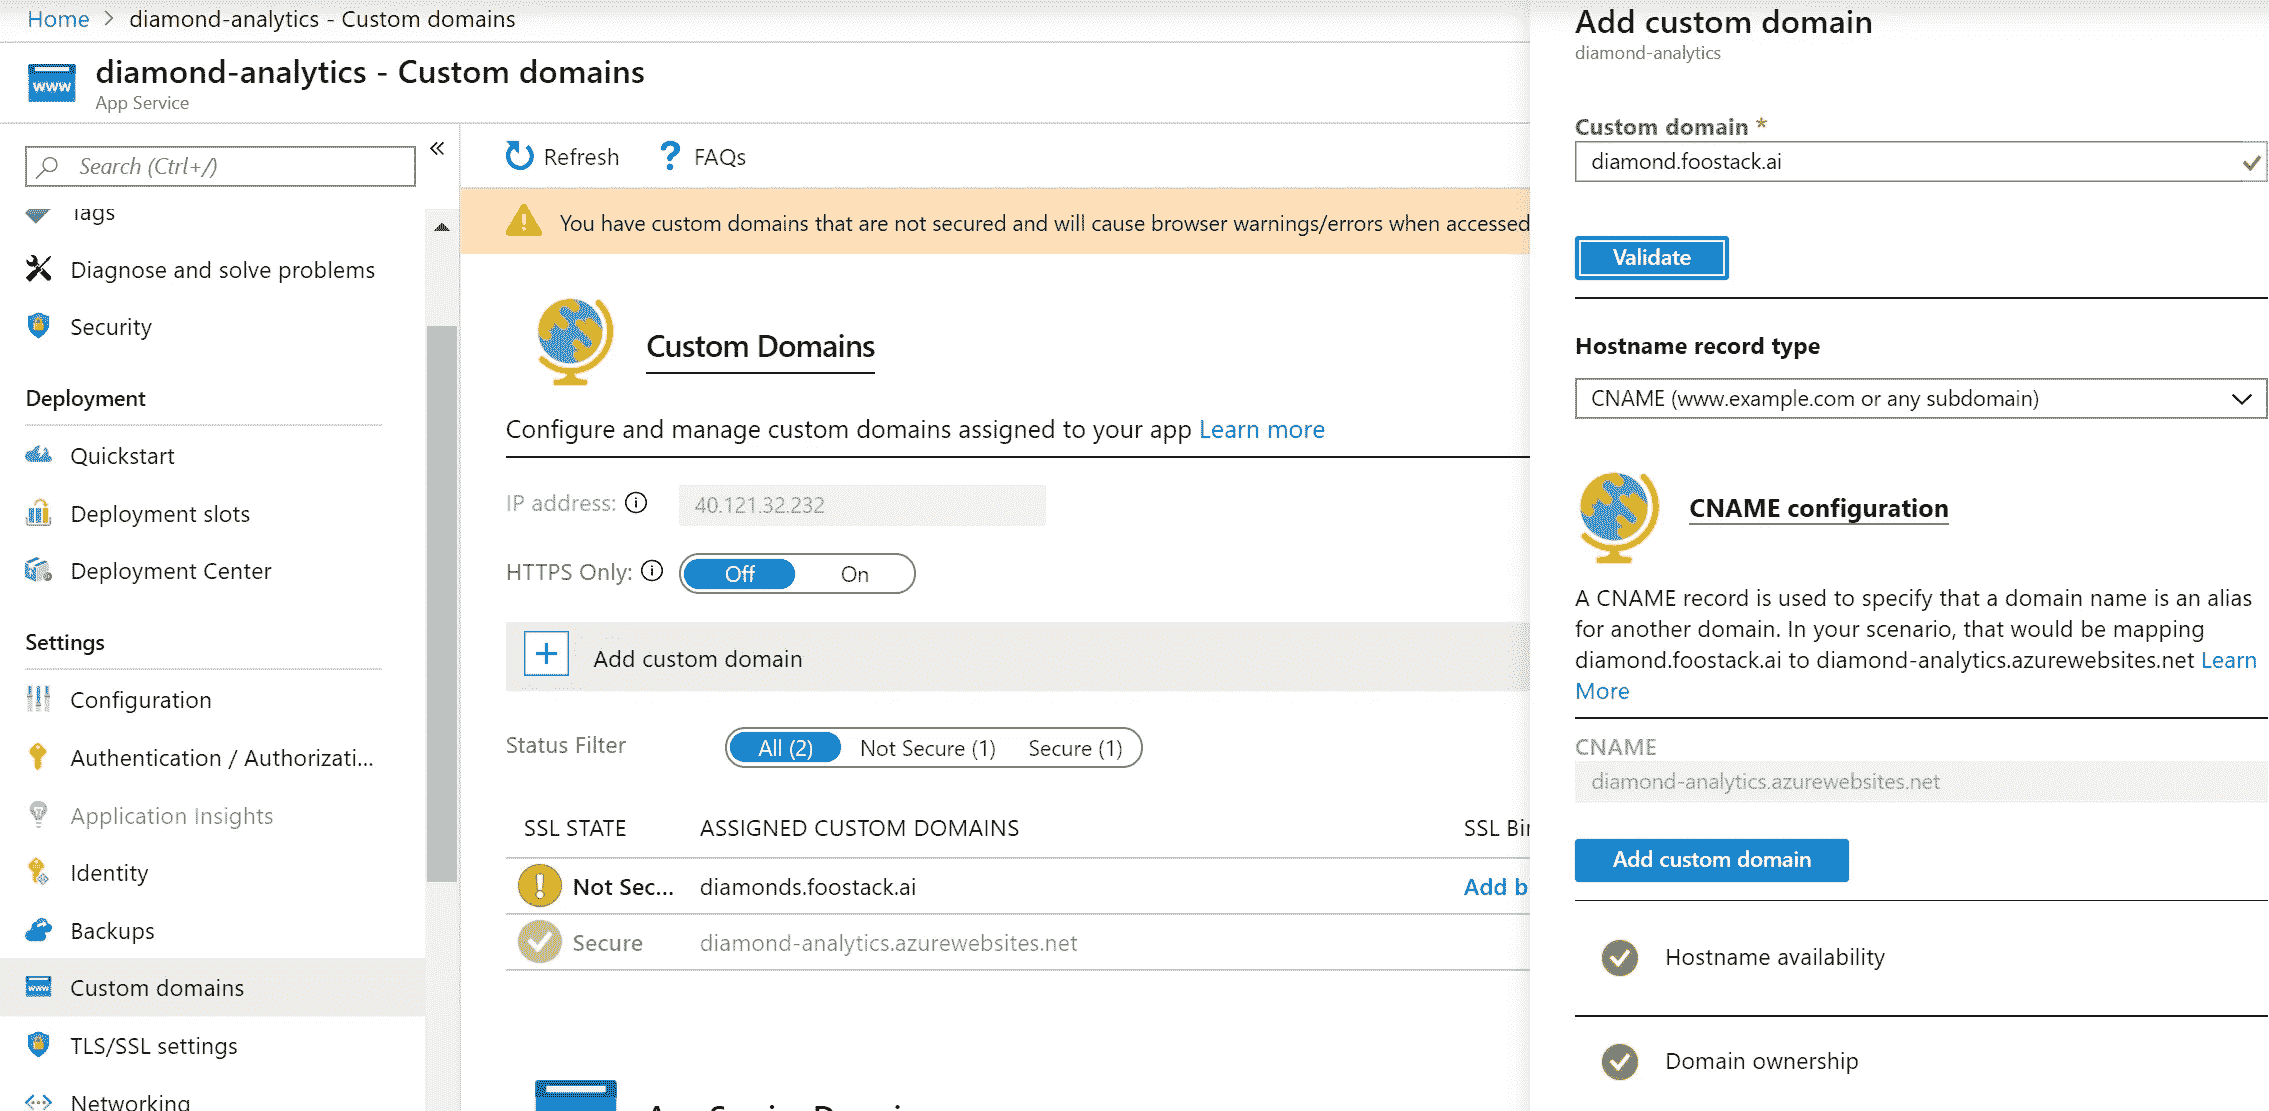 Home > diamond-analytics - Custom domains
www
diamond-analytics - Custom domains
App Service
Search (Ctrl+/)
«
Tags
Diagnose and solve problems
Security
Deployment
Quickstart
Deployment slots
Deployment Center
Settings
Configuration
Authentication / Authorizati...
Application Insights
Identity
Backups
www
Custom domains
TLS/SSL settings
Networking
Refresh
? FAQs
You have custom domains that are not secured and will cause browser warnings/errors when accessed
Custom Domains
Configure and manage custom domains assigned to your app Learn more
IP address: 40.121.32.232
HTTPS Only: Off On
+ Add custom domain
Status Filter All (2) Not Secure (1) Secure (1)
SSL STATE ASSIGNED CUSTOM DOMAINS SSL Bin
Not Sec... diamonds.foostack.ai Add b
Secure diamond-analytics.azurewebsites.net
Add custom domain
diamond-analytics
Custom domain *
diamond.foostack.ai
Validate
Hostname record type
CNAME (www.example.com or any subdomain)
CNAME configuration
A CNAME record is used to specify that a domain name is an alias
for another domain. In your scenario, that would be mapping
diamond.foostack.ai to diamond-analytics.azurewebsites.net Learn
More
CNAME
diamond-analytics.azurewebsites.net
Add custom domain
Hostname availability
Domain ownership